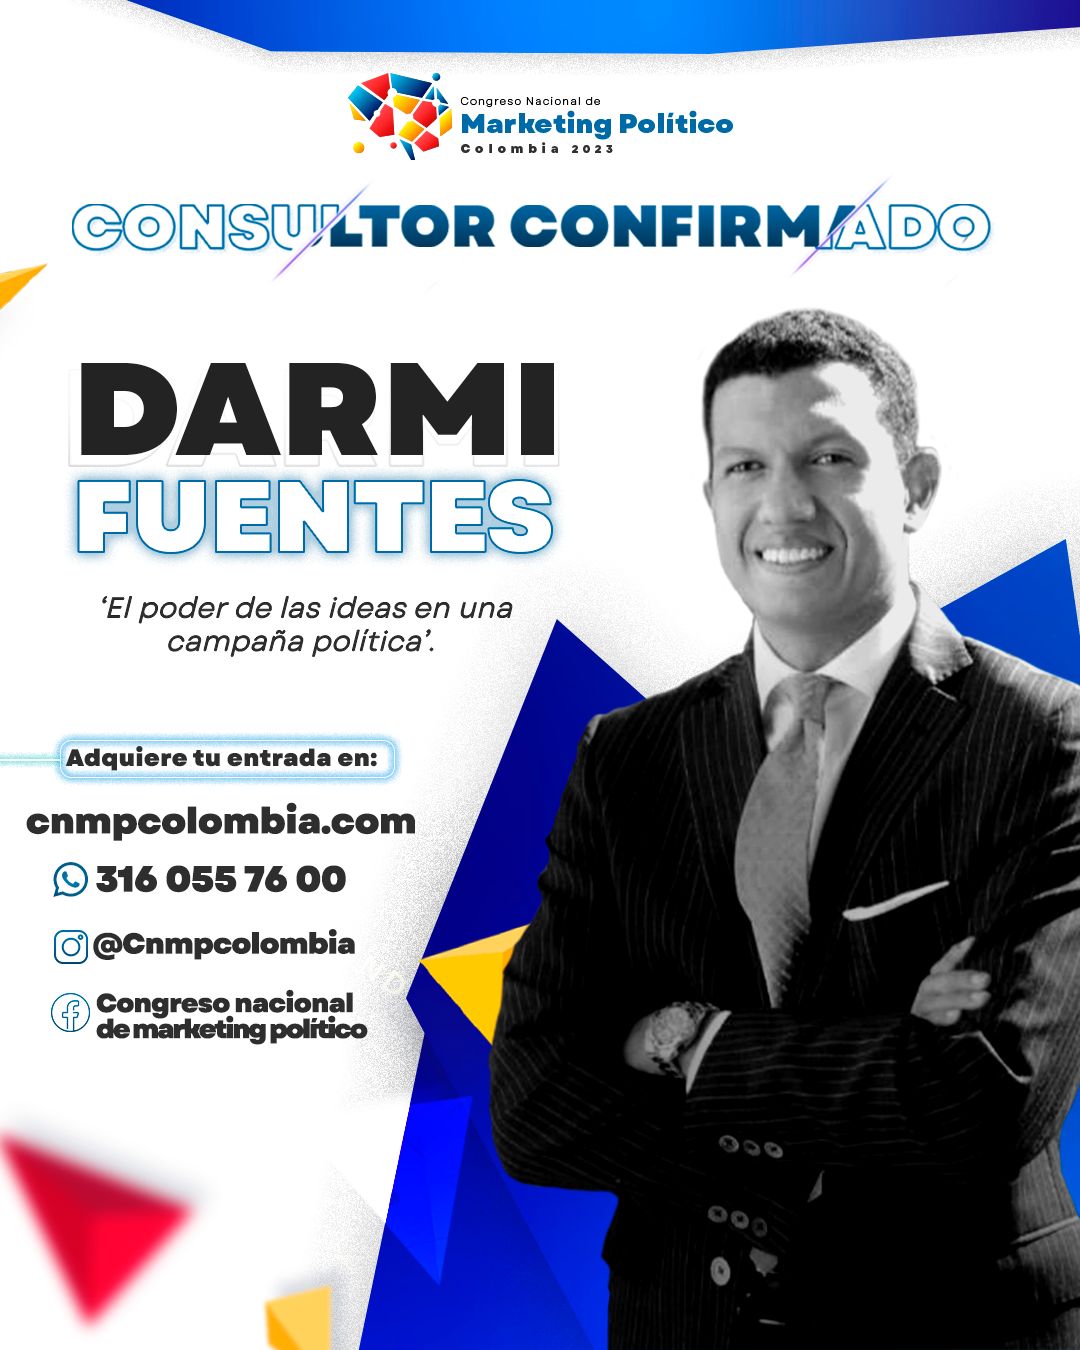 Congreso Nacional de
Marketing Político
Colombia 2023
CONSULTOR CONFIRMADO
DARMI
FUENTES
‘El poder de las ideas en una
campaña política’.
Adquiere tu entrada en:
cnmpcolombia.com
316 055 76 00
@Cnmpcolombia
Congreso nacional
de marketing político